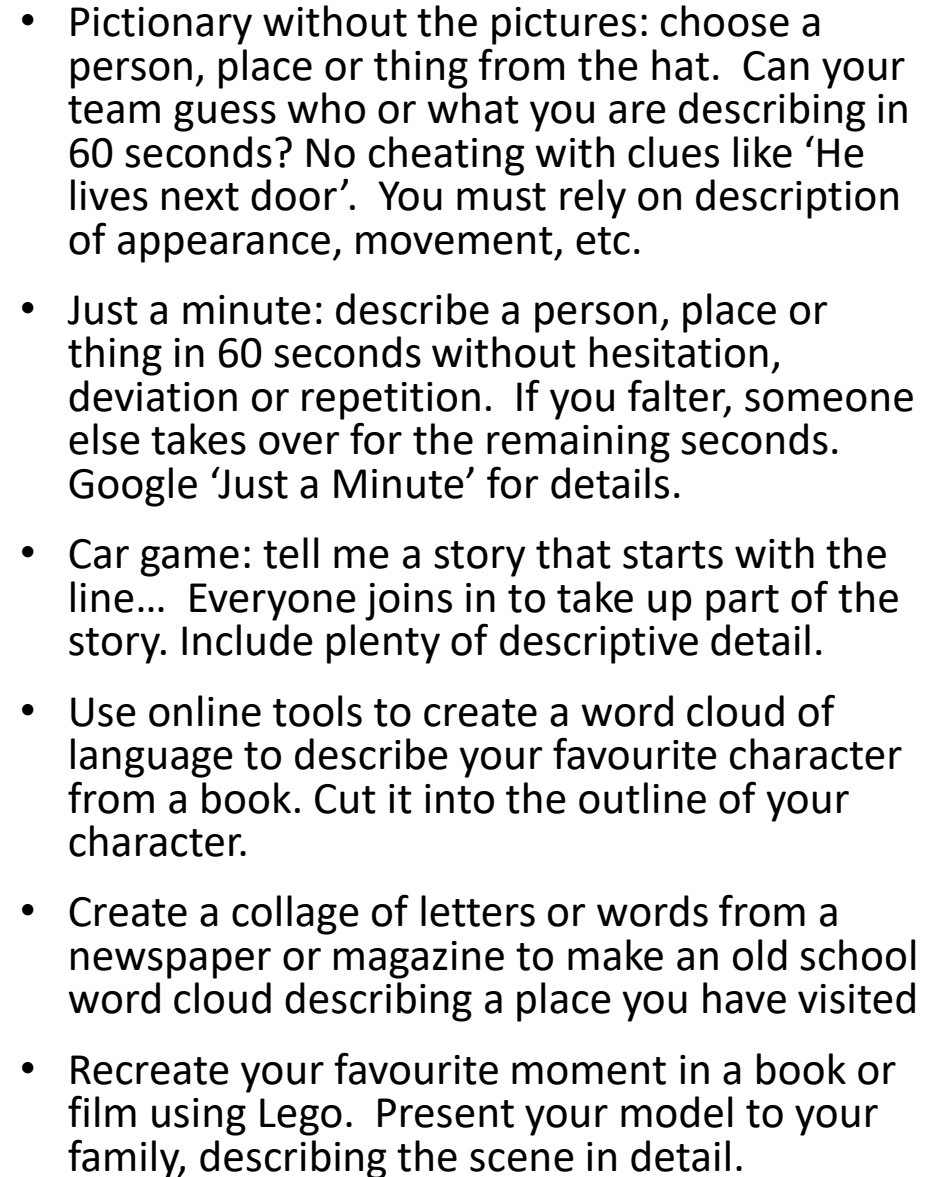 • Pictionary without the pictures: choose a
person, place or thing from the hat.  Can your
team guess who or what you are describing in
60 seconds? No cheating with clues like ‘He
lives next door’.  You must rely on description
of appearance, movement, etc.
• Just a minute: describe a person, place or
thing in 60 seconds without hesitation,
deviation or repetition.  If you falter, someone
else takes over for the remaining seconds.
Google ‘Just a Minute’ for details.
• Car game: tell me a story that starts with the
line…  Everyone joins in to take up part of the
story. Include plenty of descriptive detail.
• Use online tools to create a word cloud of
language to describe your favourite character
from a book. Cut it into the outline of your
character.
• Create a collage of letters or words from a
newspaper or magazine to make an old school
word cloud describing a place you have visited
• Recreate your favourite moment in a book or
film using Lego.  Present your model to your
family, describing the scene in detail.